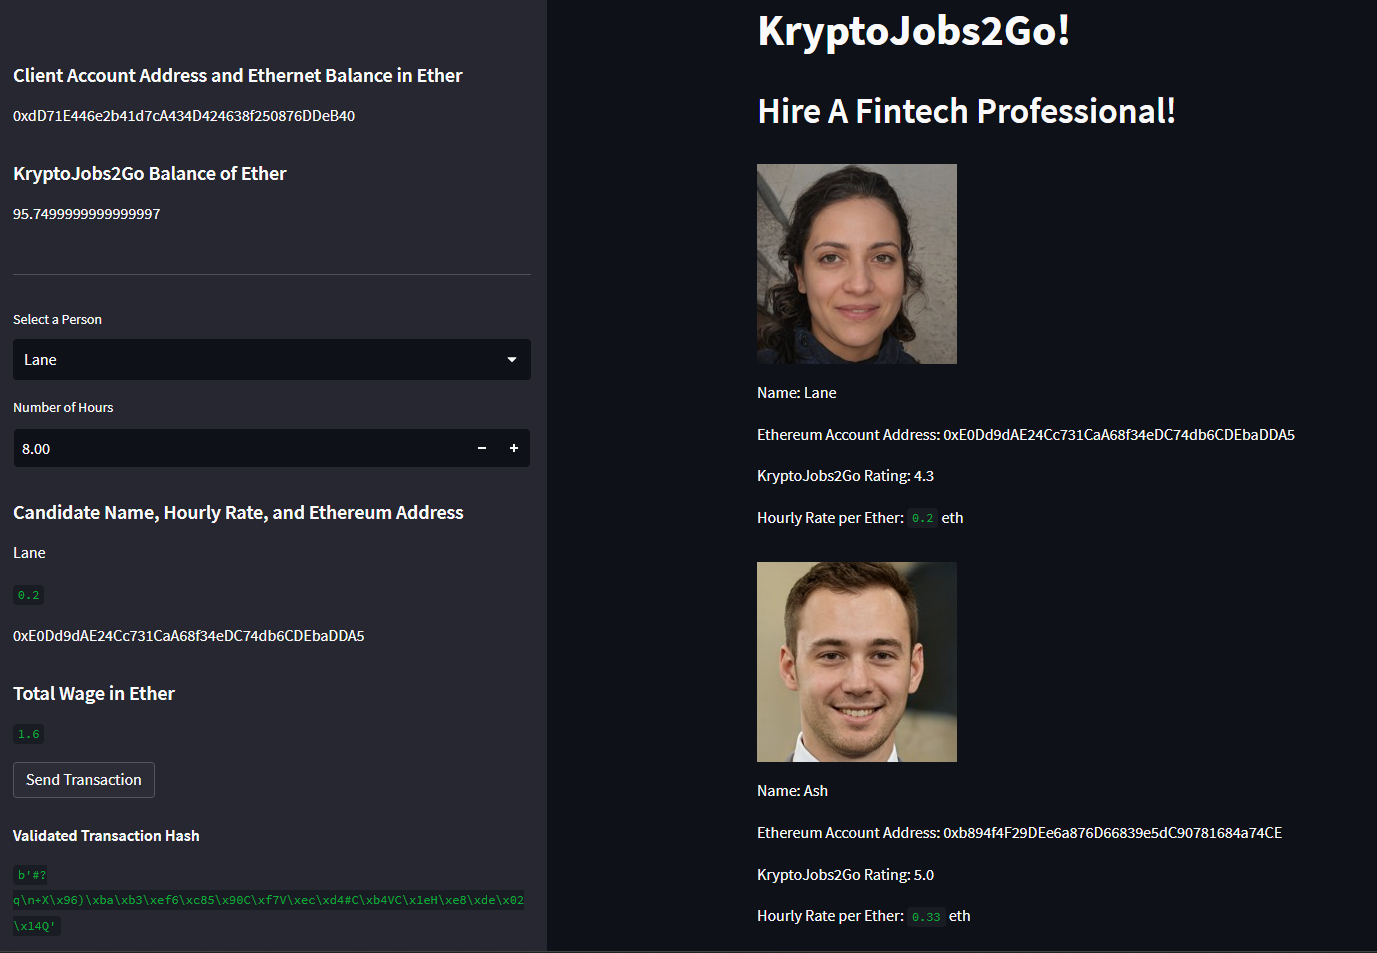 Client Account Address and Ethernet Balance in Ether
0xdD71E446e2b41d7cA434D424638f250876DDeB40
KryptoJobs2Go Balance of Ether
95.7499999999999997
Select a Person
Lane
Number of Hours
8.00
Candidate Name, Hourly Rate, and Ethereum Address
Lane
0.2
0xE0Dd9dAE24Cc731CaA68f34eDC74db6CDEbaDDA5
Total Wage in Ether
1.6
Send Transaction
Validated Transaction Hash
b'#?
q\n+X\x96)\xba\xb3\xef6\xc85\x90C\xf7V\xec\xd4#C\xb4VC\x1eH\xe8\xde\x02
\x14Q'
KryptoJobs2Go!
Hire A Fintech Professional!
Name: Lane
Ethereum Account Address: 0xE0Dd9dAE24Cc731CaA68f34eDC74db6CDEbaDDA5
KryptoJobs2Go Rating: 4.3
Hourly Rate per Ether: 0.2 eth
Name: Ash
Ethereum Account Address: 0xb894f4F29DEe6a876D66839e5dC90781684a74CE
KryptoJobs2Go Rating: 5.0
Hourly Rate per Ether: 0.33 eth